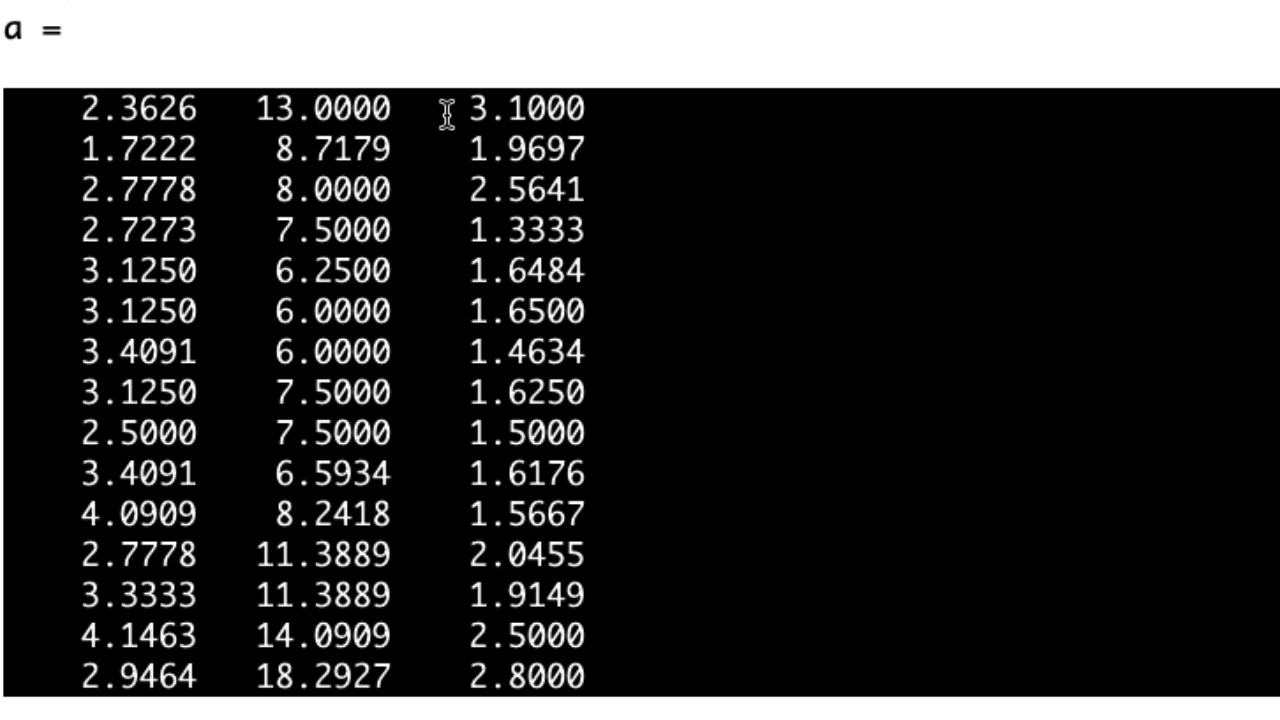 a =
2.3626 13.0000 3.1000
1.7222 8.7179 1.9697
2.7778 8.0000 2.5641
2.7273 7.5000 1.3333
3.1250 6.2500 1.6484
3.1250 6.0000 1.6500
3.4091 6.0000 1.4634
3.1250 7.5000 1.6250
2.5000 7.5000 1.5000
3.4091 6.5934 1.6176
4.0909 8.2418 1.5667
2.7778 11.3889 2.0455
3.3333 11.3889 1.9149
4.1463 14.0909 2.5000
2.9464 18.2927 2.8000